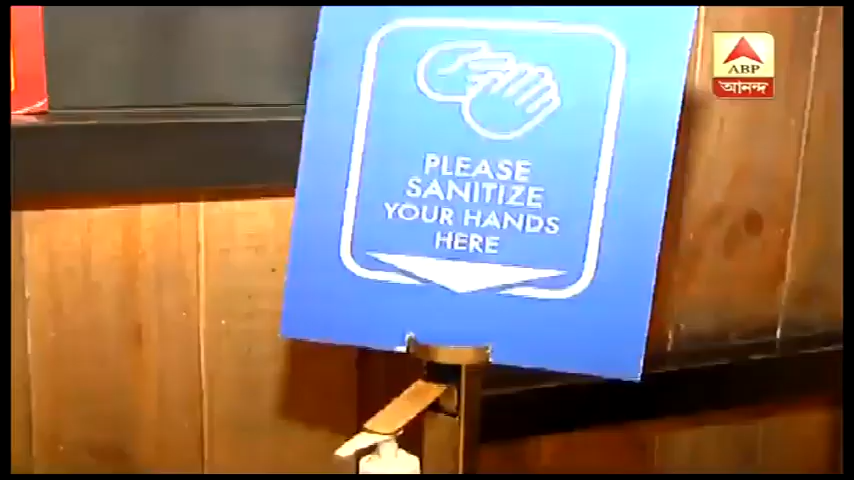 PLEASE
SANITIZE
YOUR HANDS
HERE
ABP
আনন্দ